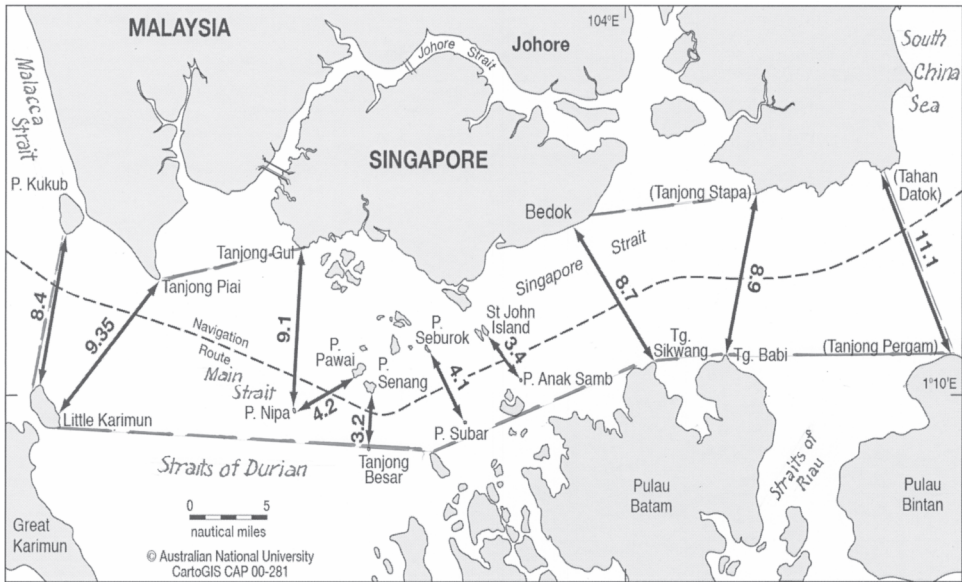 MALAYSIA
104°E
Johore
Johore
Strait
South
China
Sea
Malacca
Strait
SINGAPORE
P. Kukub
(Tahan
Datok)
(Tanjong Stapa)
Bedok
Tanjong Gul
Tanjong Piai
Singapore
Strait
8.4
9.35
9.1
8.7
8.9
11.1
Navigation
Route
Main
Strait
P.
Pawai
P.
Senang
P.
Seburok
St John
Island
3.4
4.1
4.2
3.2
P. Anak Samb
Tg.
Sikwang
Tg. Babi
(Tanjong Pergam)
1°10'E
P. Nipa
Little Karimun
P. Subar
Tanjong
Besar
Straits of Durian
Straits of
Riau
Pulau
Batam
Pulau
Bintan
Great
Karimun
0
5
nautical miles
© Australian National University
CartoGIS CAP 00-281